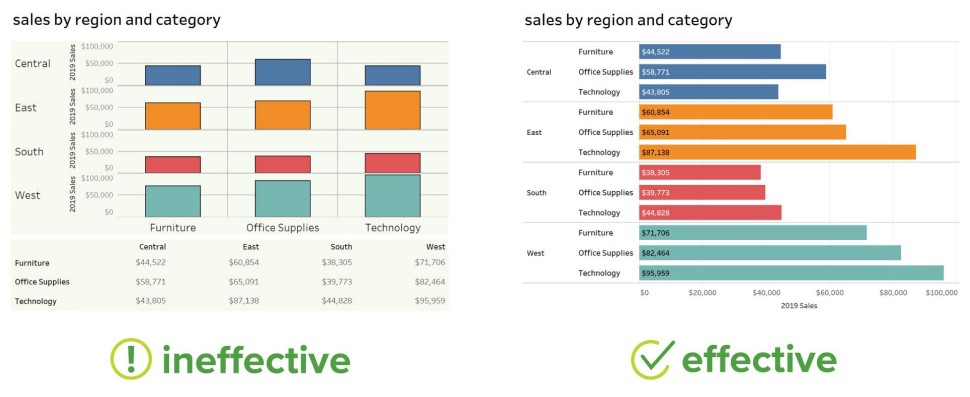 sales by region and category
Central
2019 Sales
$100,000
$50,000
$0
East
2019 Sales
$100,000
$50,000
$0
South
2019 Sales
$100,000
$50,000
$0
West
2019 Sales
$100,000
$50,000
$0
Furniture Office Supplies Technology
Central East South West
Furniture $44,522 $60,854 $38,305 $71,706
Office Supplies $58,771 $65,091 $39,773 $82,464
Technology $43,805 $87,138 $44,828 $95,959
! ineffective
sales by region and category
Furniture $44,522
Central Office Supplies $58,771
Technology $43,805
Furniture $60,854
East Office Supplies $65,091
Technology $87,138
Furniture $38,305
South Office Supplies $39,773
Technology $44,828
Furniture $71,706
West Office Supplies $82,464
Technology $95,959
$0 $20,000 $40,000 $60,000 $80,000 $100,000
2019 Sales
effective